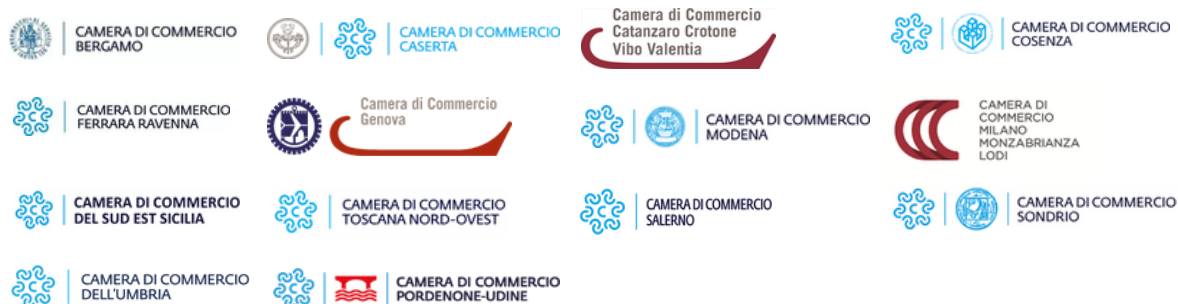 CAMERA DI COMMERCIO
BERGAMO
CAMERA DI COMMERCIO
CASERTA
Camera di Commercio
Catanzaro Crotone
Vibo Valentia
CAMERA DI COMMERCIO
COSENZA
CAMERA DI COMMERCIO
FERRARA RAVENNA
Camera di Commercio
Genova
CAMERA DI COMMERCIO
MODENA
CAMERA DI
COMMERCIO
MILANO
MONZABRIANZA
LODI
CAMERA DI COMMERCIO
DEL SUD EST SICILIA
CAMERA DI COMMERCIO
TOSCANA NORD-OVEST
CAMERA DI COMMERCIO
SALERNO
CAMERA DI COMMERCIO
SONDRIO
CAMERA DI COMMERCIO
DELL'UMBRIA
CAMERA DI COMMERCIO
PORDENONE-UDINE